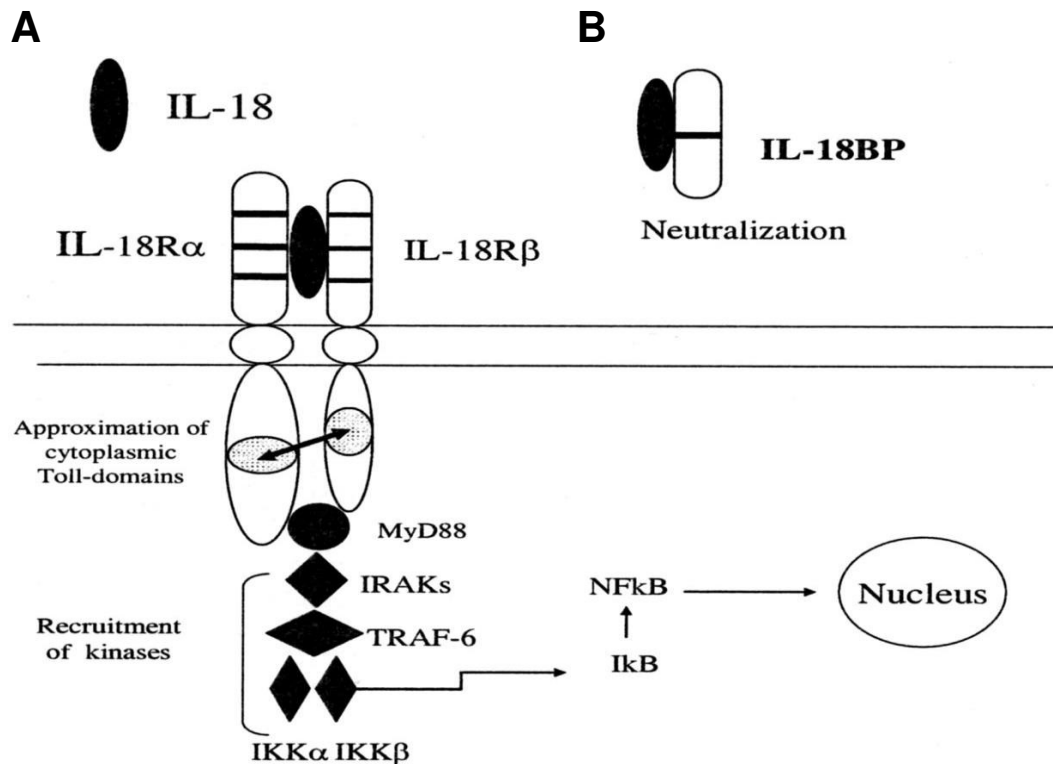 A
B
IL-18
IL-18BP
Neutralization
IL-18Rα
IL-18Rβ
Approximation of
cytoplasmic
Toll-domains
MyD88
IRAKs
Recruitment
of kinases
TRAF-6
IKKα IKKβ
NFkB
IkB
Nucleus